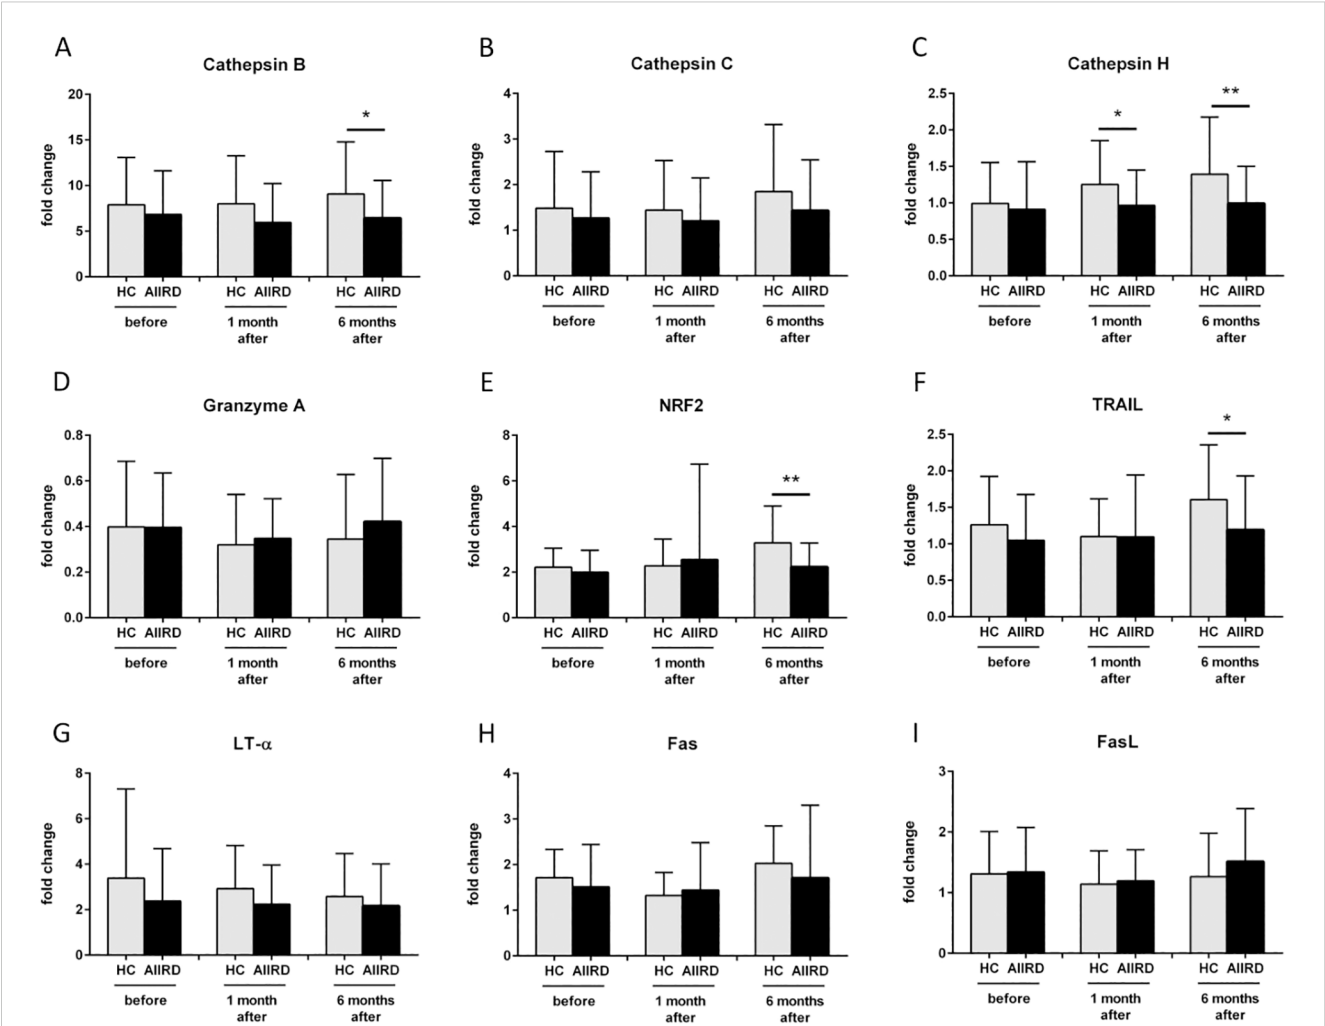 A
Cathepsin B
fold change
20
15
10
5
0
*
HC AIIRD HC AIIRD HC AIIRD
before 1 month after 6 months after
B
Cathepsin C
fold change
4
3
2
1
0
HC AIIRD HC AIIRD HC AIIRD
before 1 month after 6 months after
C
Cathepsin H
fold change
2.5
2.0
1.5
1.0
0.5
0.0
* **
HC AIIRD HC AIIRD HC AIIRD
before 1 month after 6 months after
D
Granzyme A
fold change
0.8
0.6
0.4
0.2
0.0
HC AIIRD HC AIIRD HC AIIRD
before 1 month after 6 months after
E
NRF2
fold change
8
6
4
2
0
**
HC AIIRD HC AIIRD HC AIIRD
before 1 month after 6 months after
F
TRAIL
fold change
2.5
2.0
1.5
1.0
0.5
0.0
*
HC AIIRD HC AIIRD HC AIIRD
before 1 month after 6 months after
G
LT-α
fold change
8
6
4
2
0
HC AIIRD HC AIIRD HC AIIRD
before 1 month after 6 months after
H
Fas
fold change
4
3
2
1
0
HC AIIRD HC AIIRD HC AIIRD
before 1 month after 6 months after
I
FasL
fold change
3
2
1
0
HC AIIRD HC AIIRD HC AIIRD
before 1 month after 6 months after